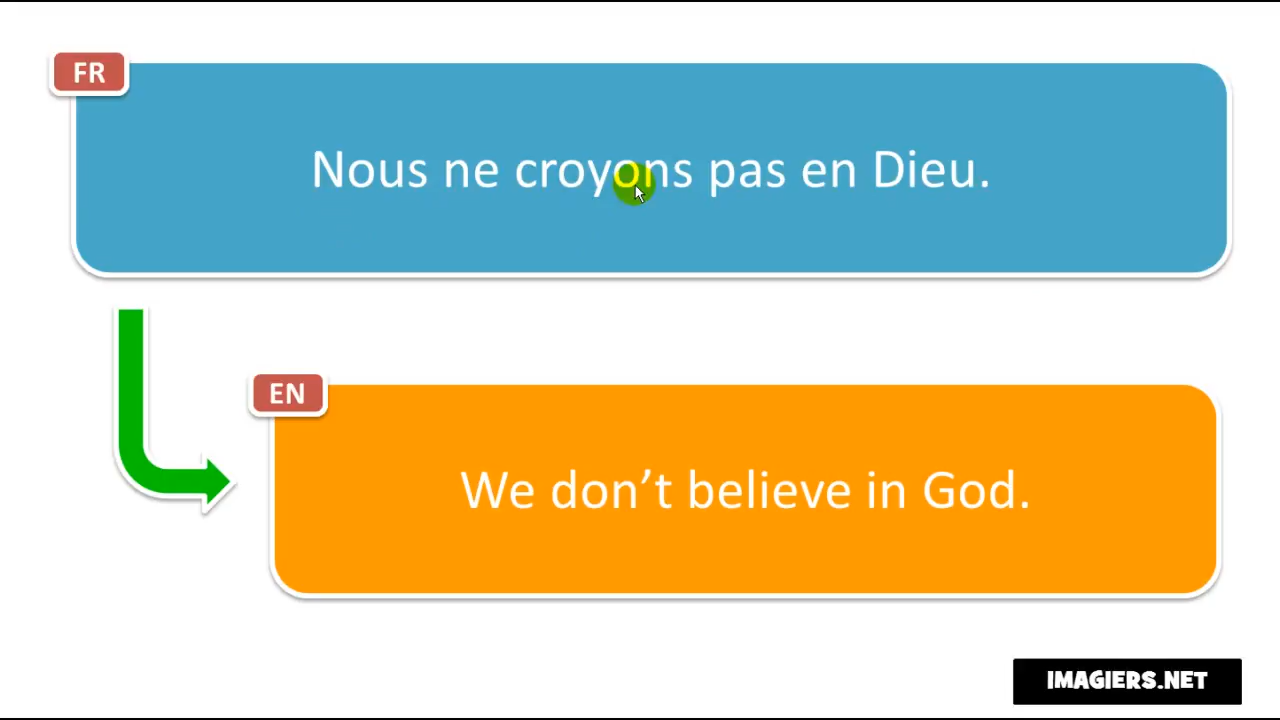 FR
Nous ne croyons pas en Dieu.
EN
We don’t believe in God.
IMAGIERS.NET